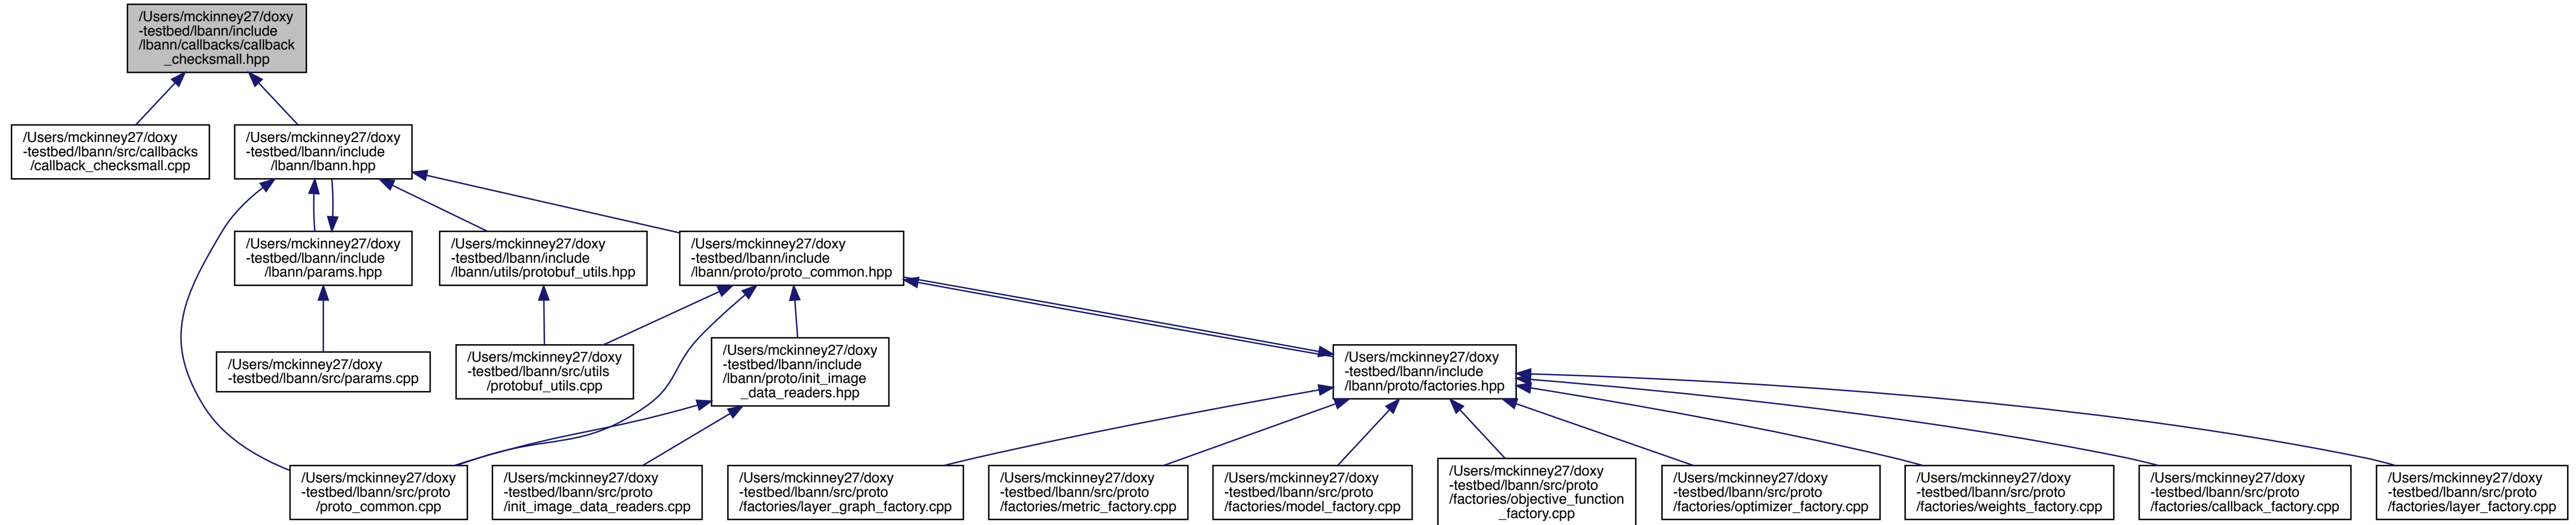 /Users/mckinney27/doxy
-testbed/lbann/include
/lbann/callbacks/callback
_checksmall.hpp
/Users/mckinney27/doxy
-testbed/lbann/src/callbacks
/callback_checksmall.cpp
/Users/mckinney27/doxy
-testbed/lbann/include
/lbann/lbann.hpp
/Users/mckinney27/doxy
-testbed/lbann/include
/lbann/params.hpp
/Users/mckinney27/doxy
-testbed/lbann/include
/lbann/utils/protobuf_utils.hpp
/Users/mckinney27/doxy
-testbed/lbann/include
/lbann/proto/proto_common.hpp
/Users/mckinney27/doxy
-testbed/lbann/src/params.cpp
/Users/mckinney27/doxy
-testbed/lbann/src/utils
/protobuf_utils.cpp
/Users/mckinney27/doxy
-testbed/lbann/include
/lbann/proto/init_image
_data_readers.hpp
/Users/mckinney27/doxy
-testbed/lbann/include
/lbann/proto/factories.hpp
/Users/mckinney27/doxy
-testbed/lbann/src/proto
/proto_common.cpp
/Users/mckinney27/doxy
-testbed/lbann/src/proto
/init_image_data_readers.cpp
/Users/mckinney27/doxy
-testbed/lbann/src/proto
/factories/layer_graph_factory.cpp
/Users/mckinney27/doxy
-testbed/lbann/src/proto
/factories/metric_factory.cpp
/Users/mckinney27/doxy
-testbed/lbann/src/proto
/factories/model_factory.cpp
/Users/mckinney27/doxy
-testbed/lbann/src/proto
/factories/objective_function
_factory.cpp
/Users/mckinney27/doxy
-testbed/lbann/src/proto
/factories/optimizer_factory.cpp
/Users/mckinney27/doxy
-testbed/lbann/src/proto
/factories/weights_factory.cpp
/Users/mckinney27/doxy
-testbed/lbann/src/proto
/factories/callback_factory.cpp
/Users/mckinney27/doxy
-testbed/lbann/src/proto
/factories/layer_factory.cpp